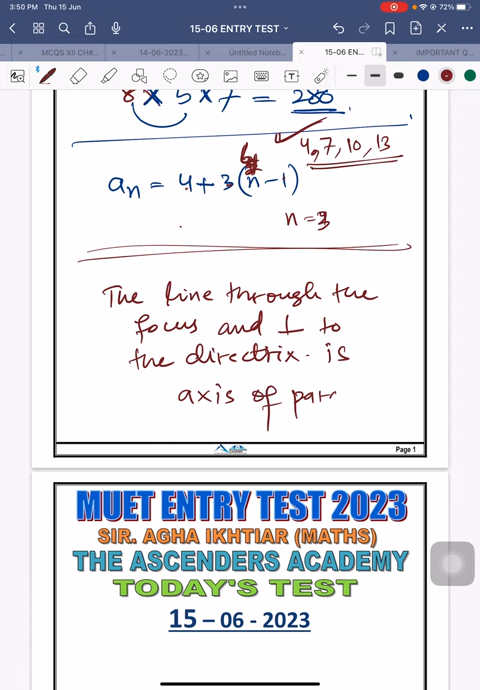 3:50 PM Thu 15 Jun
72%
15-06 ENTRY TEST
MCQS XII CH#...
14-06-2023...
Untitled Noteb...
15-06 EN...
IMPORTANT Q...
8 x 5 x 7 = 280
4, 7, 10, 13
an = 4 + 3(n-1)
n = 3
The line through the
focus and ⊥ to
the directrix. is
axis of par
Page 1
MUET ENTRY TEST 2023
SIR. AGHA IKHTIAR (MATHS)
THE ASCENDERS ACADEMY
TODAY'S TEST
15 – 06 - 2023